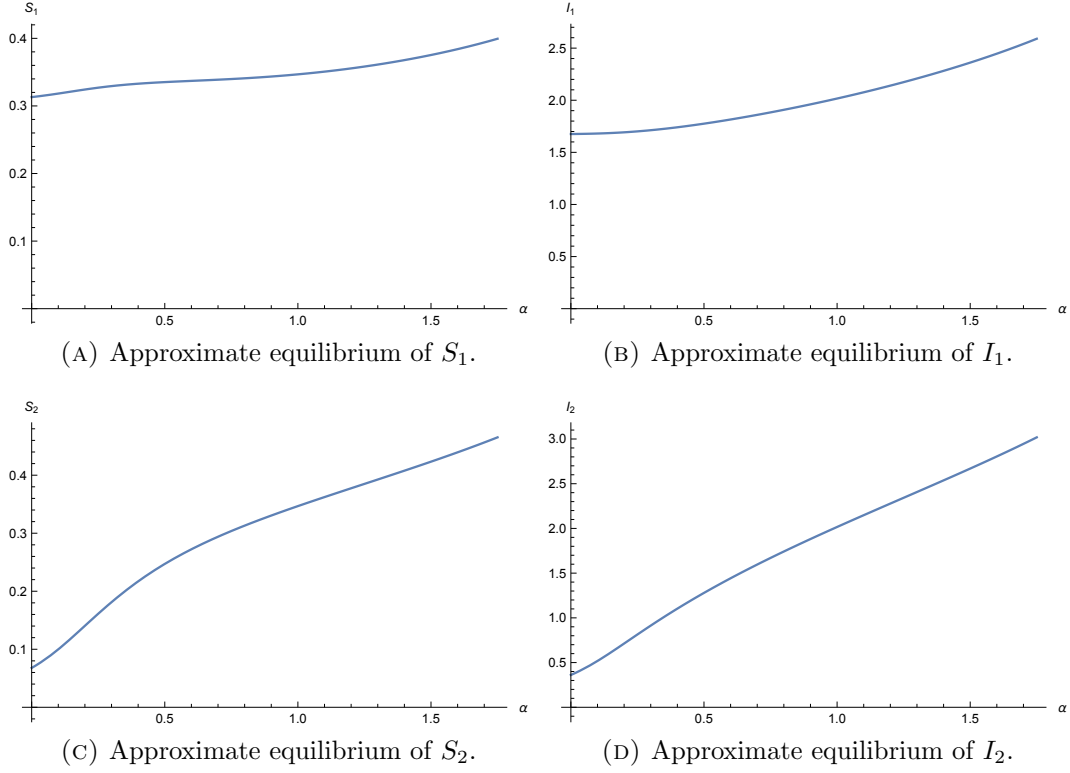 S₁
0.4
0.3
0.2
0.1
0.5 1.0 1.5 α
(A) Approximate equilibrium of S₁.
I₁
2.5
2.0
1.5
1.0
0.5
0.5 1.0 1.5 α
(B) Approximate equilibrium of I₁.
S₂
0.4
0.3
0.2
0.1
0.5 1.0 1.5 α
(C) Approximate equilibrium of S₂.
I₂
3.0
2.5
2.0
1.5
1.0
0.5
0.5 1.0 1.5 α
(D) Approximate equilibrium of I₂.